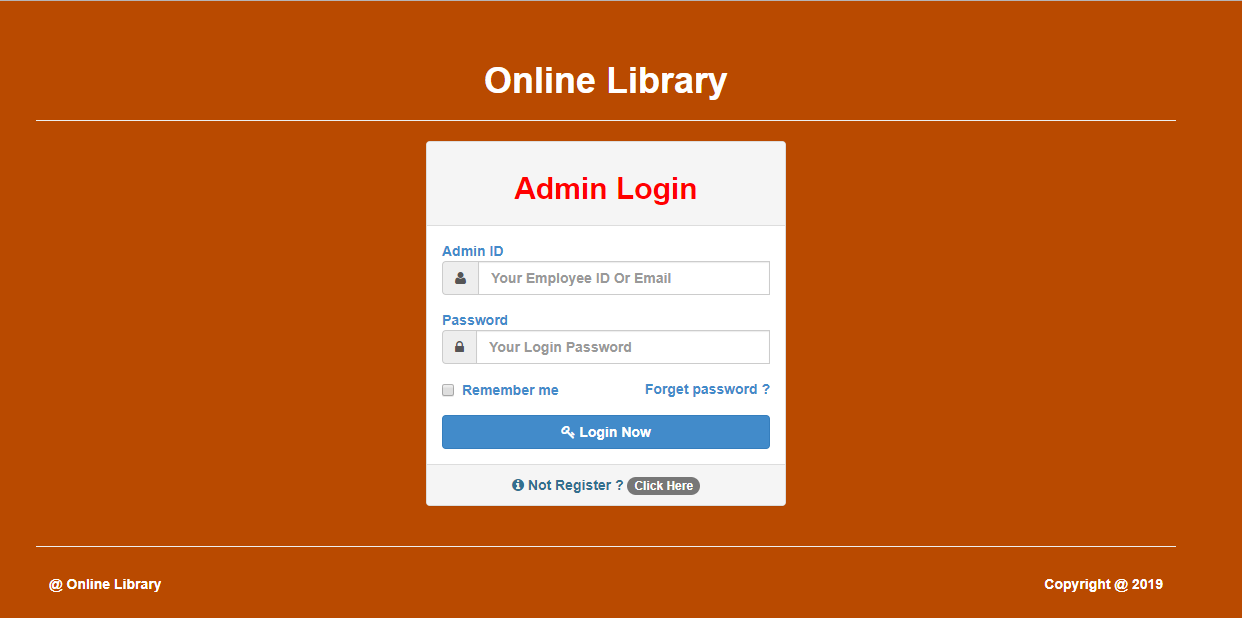 Online Library
Admin Login
Admin ID
Your Employee ID Or Email
Password
Your Login Password
Remember me Forget password ?
Login Now
Not Register ? Click Here
@ Online Library Copyright @ 2019